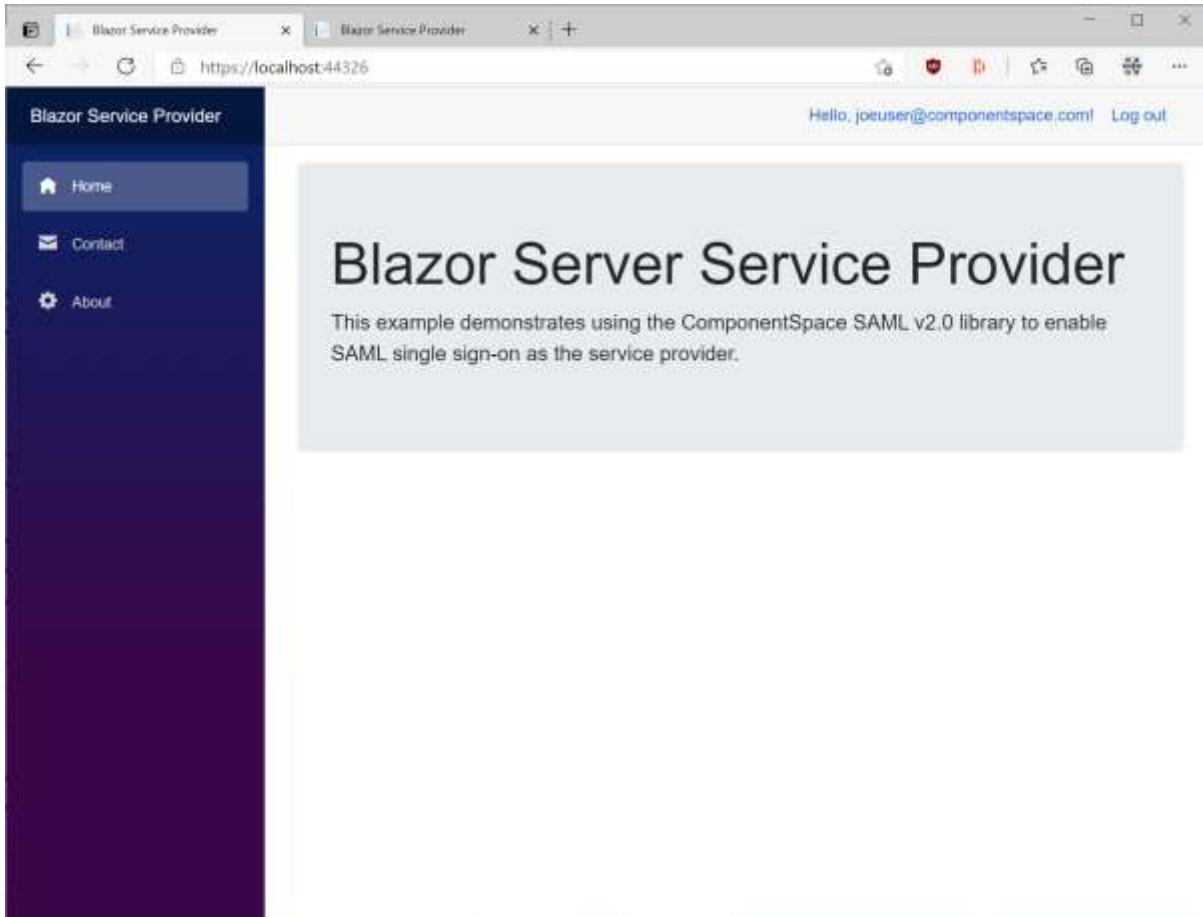 Blazor Service Provider
Blazor Service Provider
https://localhost:44326
Blazor Service Provider
Hello, joeuser@componentspace.com! Log out
Home
Contact
About
Blazor Server Service Provider
This example demonstrates using the ComponentSpace SAML v2.0 library to enable
SAML single sign-on as the service provider.